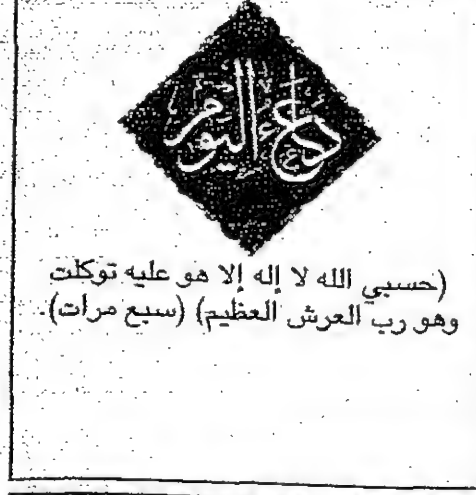 دعاء اليوم
(حسبي الله لا إله إلا هو عليه توكلت
وهو رب العرش العظيم) (سبع مرات).